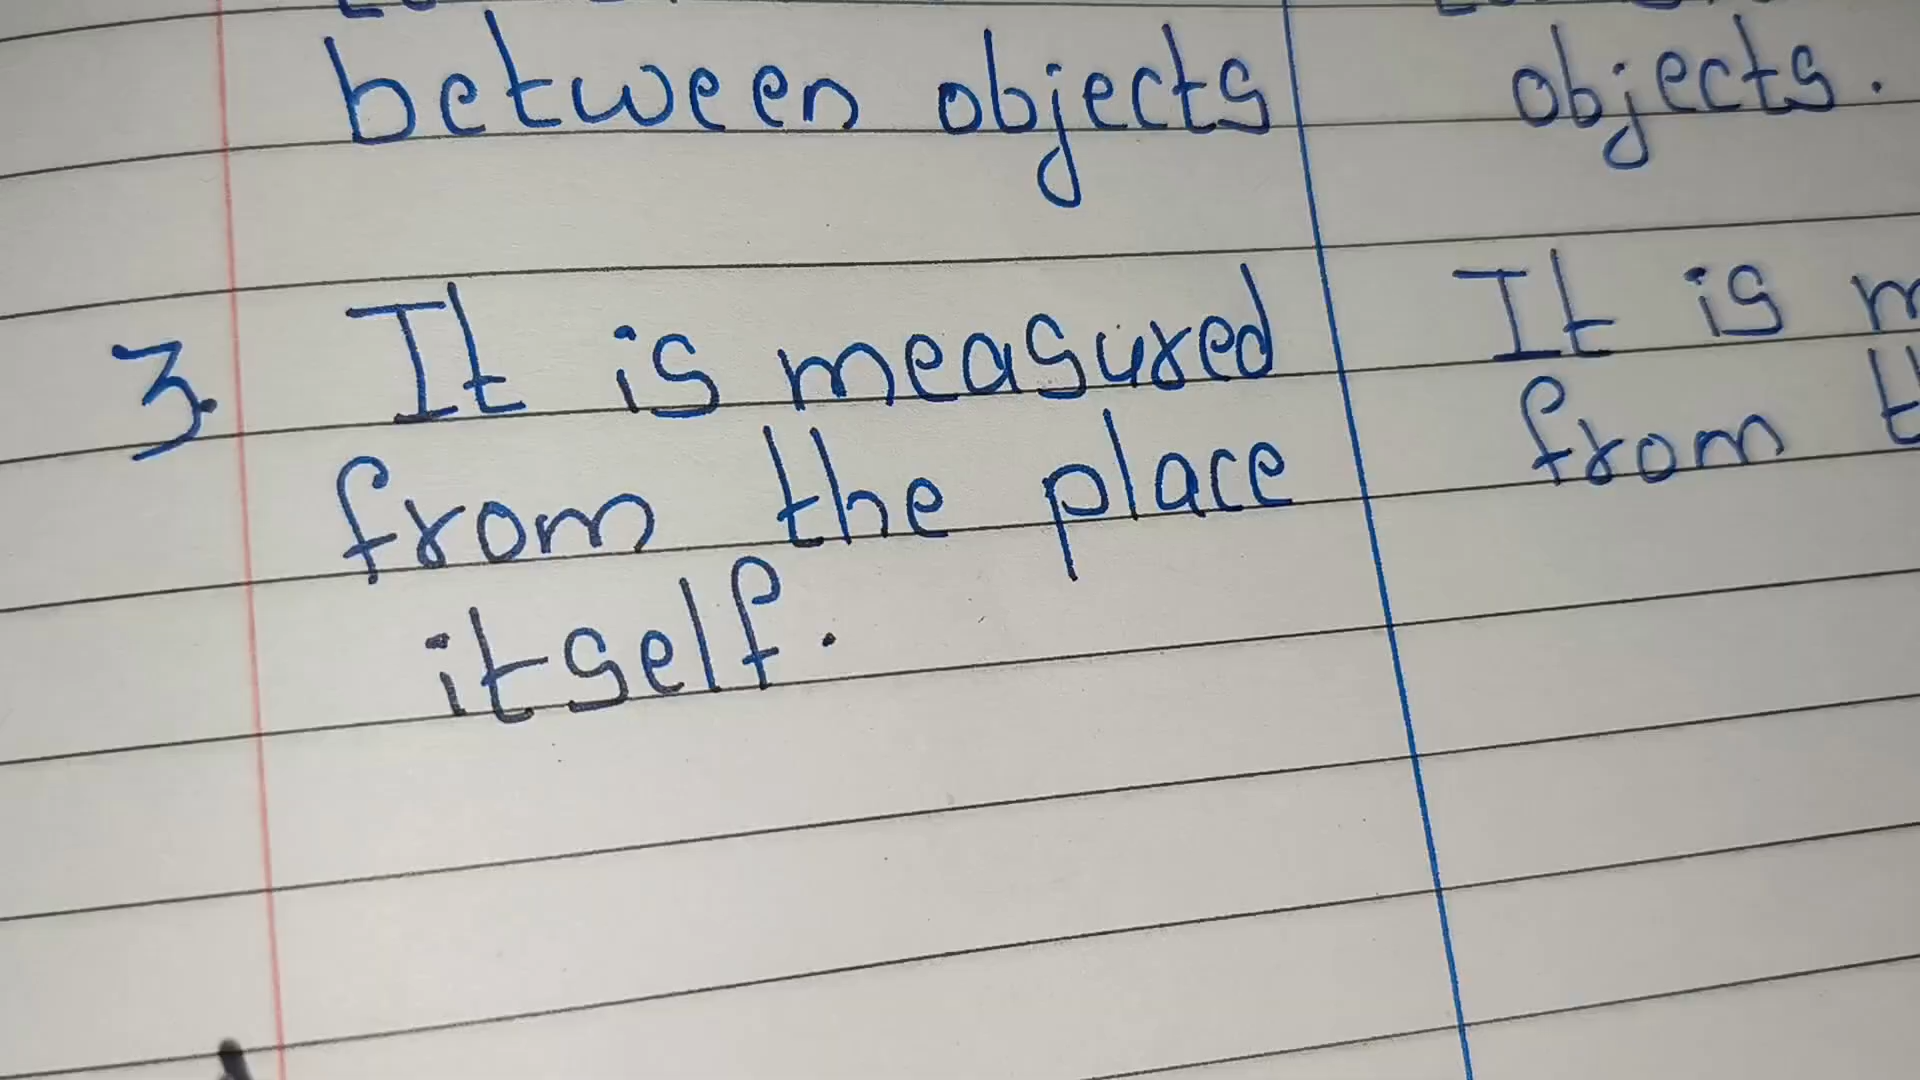 between objects
3. It is measured
from the place
itself.
objects.
It is
from